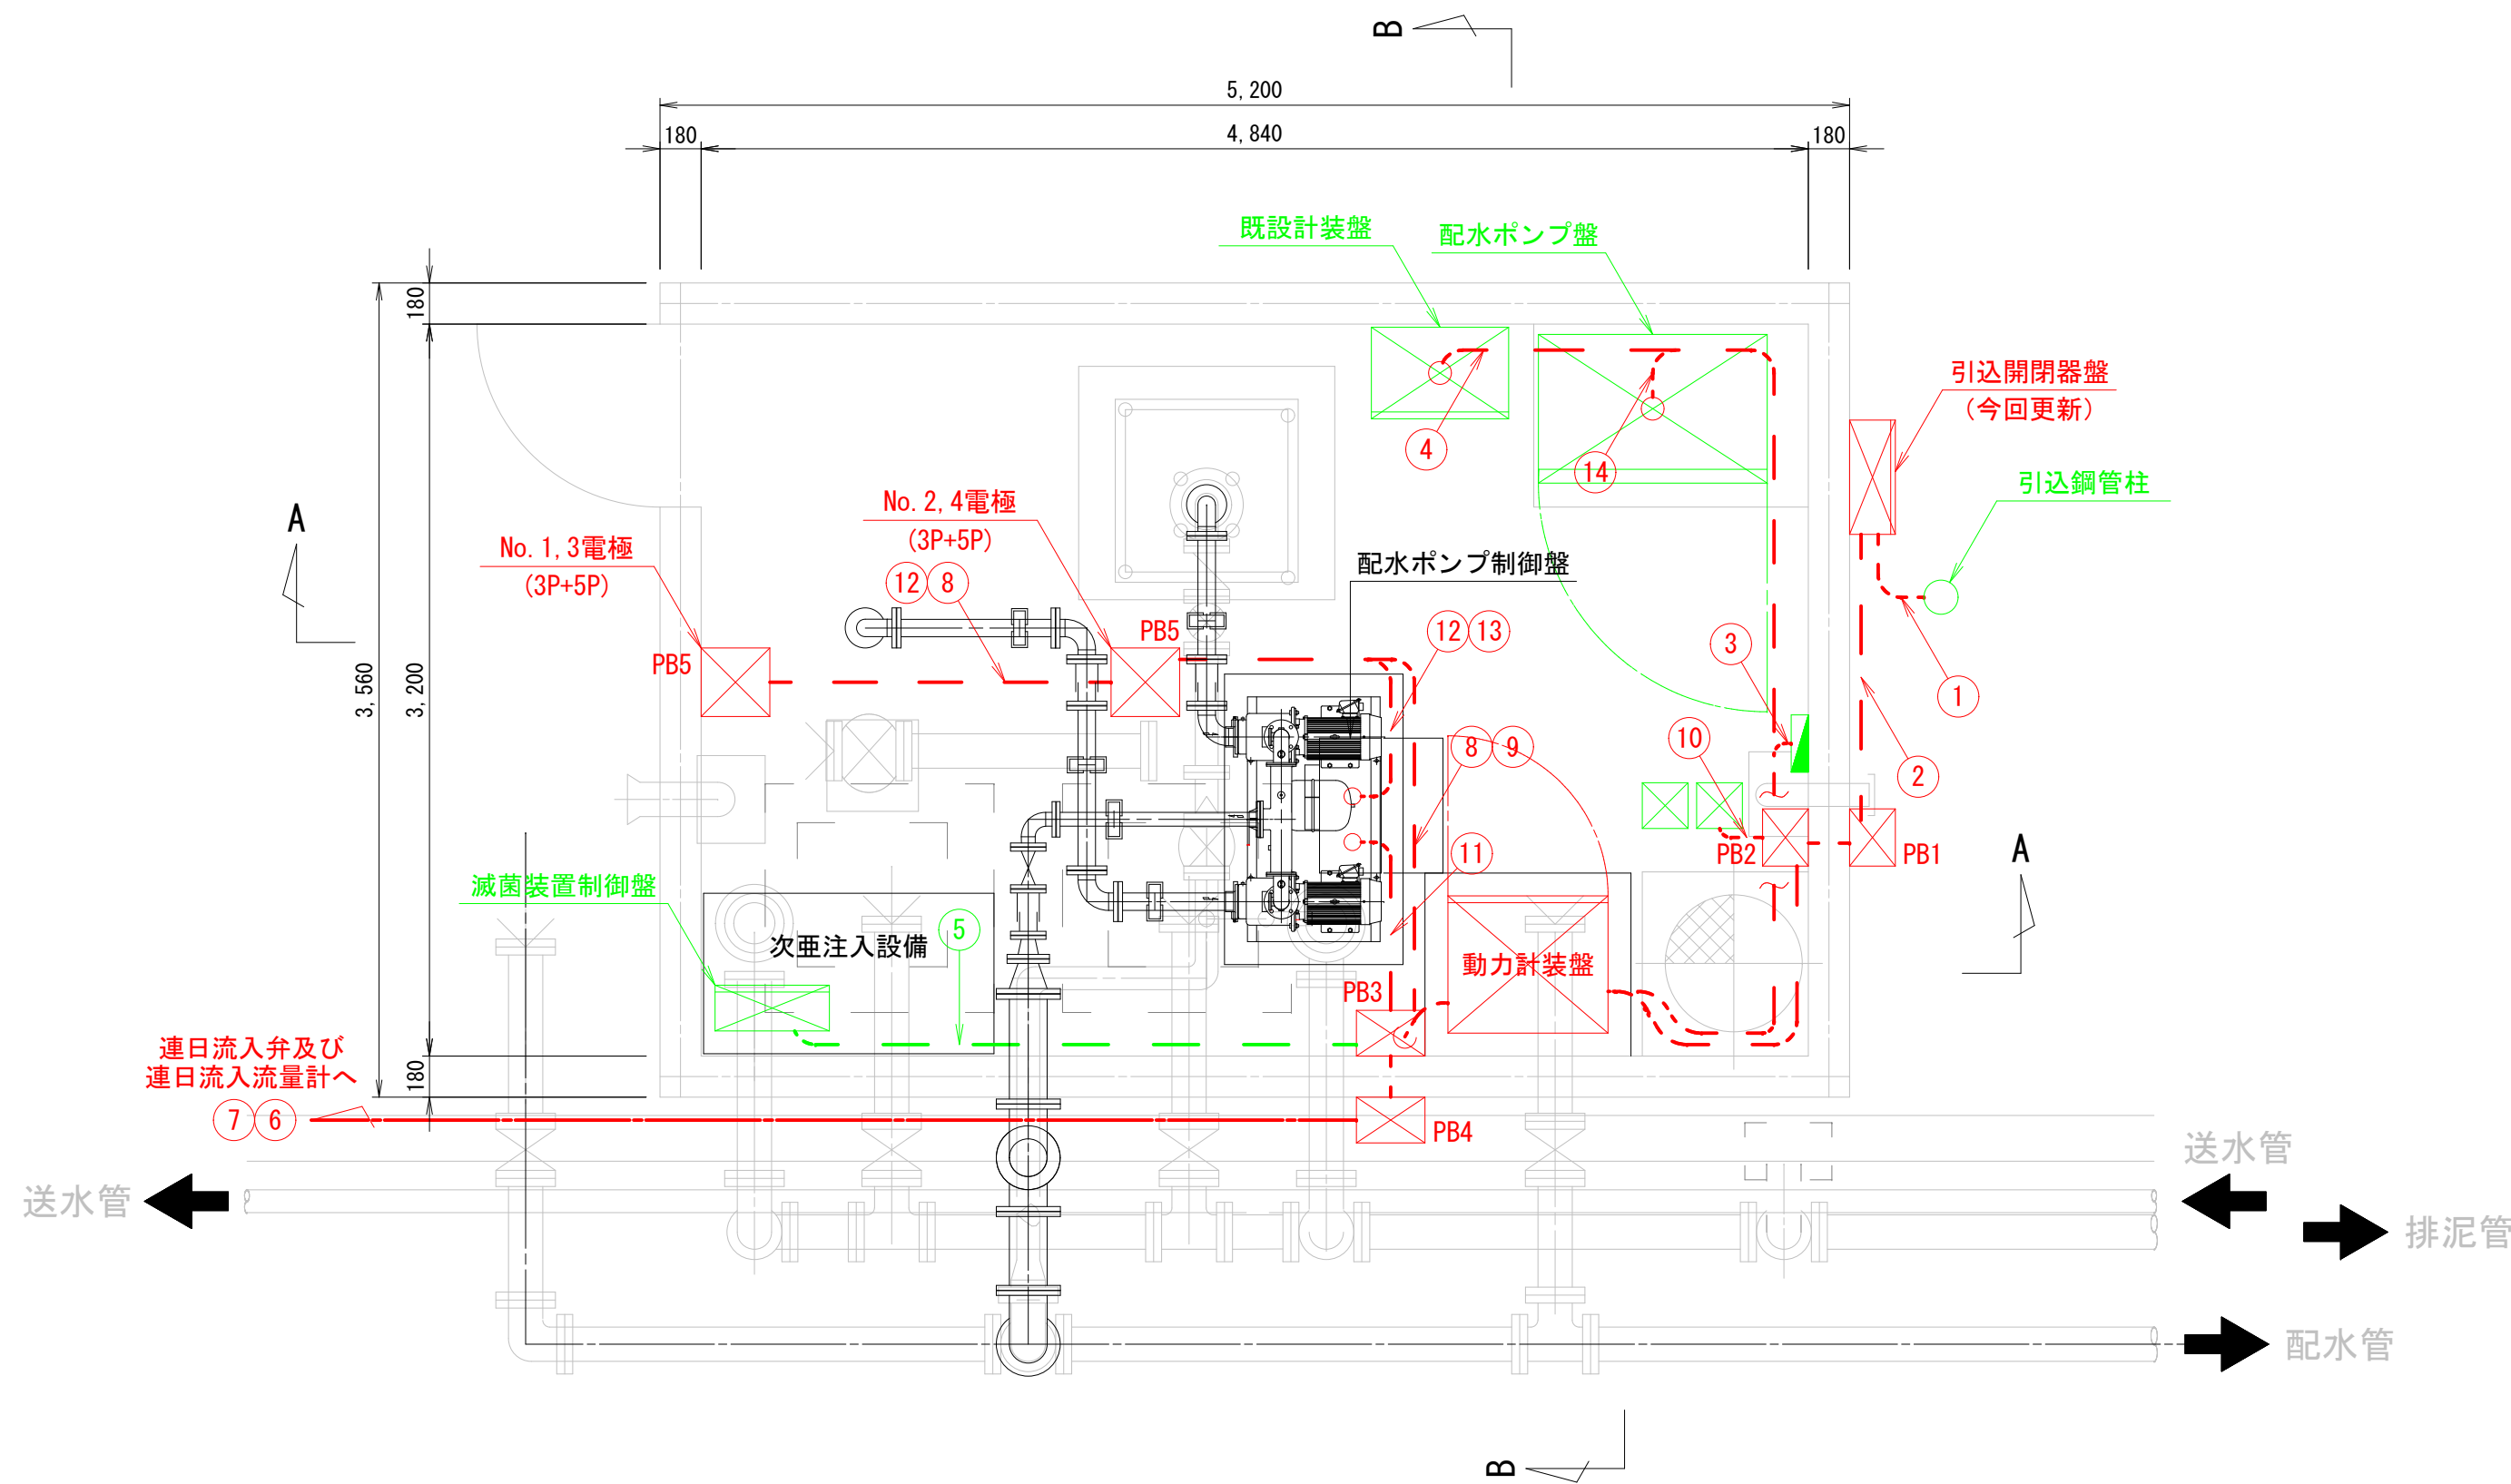 B
5,200
180
4,840
180
既設計装盤
配水ポンプ盤
180
引込開閉器盤
(今回更新)
4
14
引込鋼管柱
A
No.2,4電極
(3P+5P)
No.1,3電極
(3P+5P)
12 8
配水ポンプ制御盤
PB5
PB5
12 13
3
1
3,560
3,200
8 9
10
2
PB2
PB1
A
11
滅菌装置制御盤
次亜注入設備
5
動力計装盤
PB3
連日流入弁及び
連日流入流量計へ
180
7 6
PB4
送水管
送水管
排泥管
配水管
B